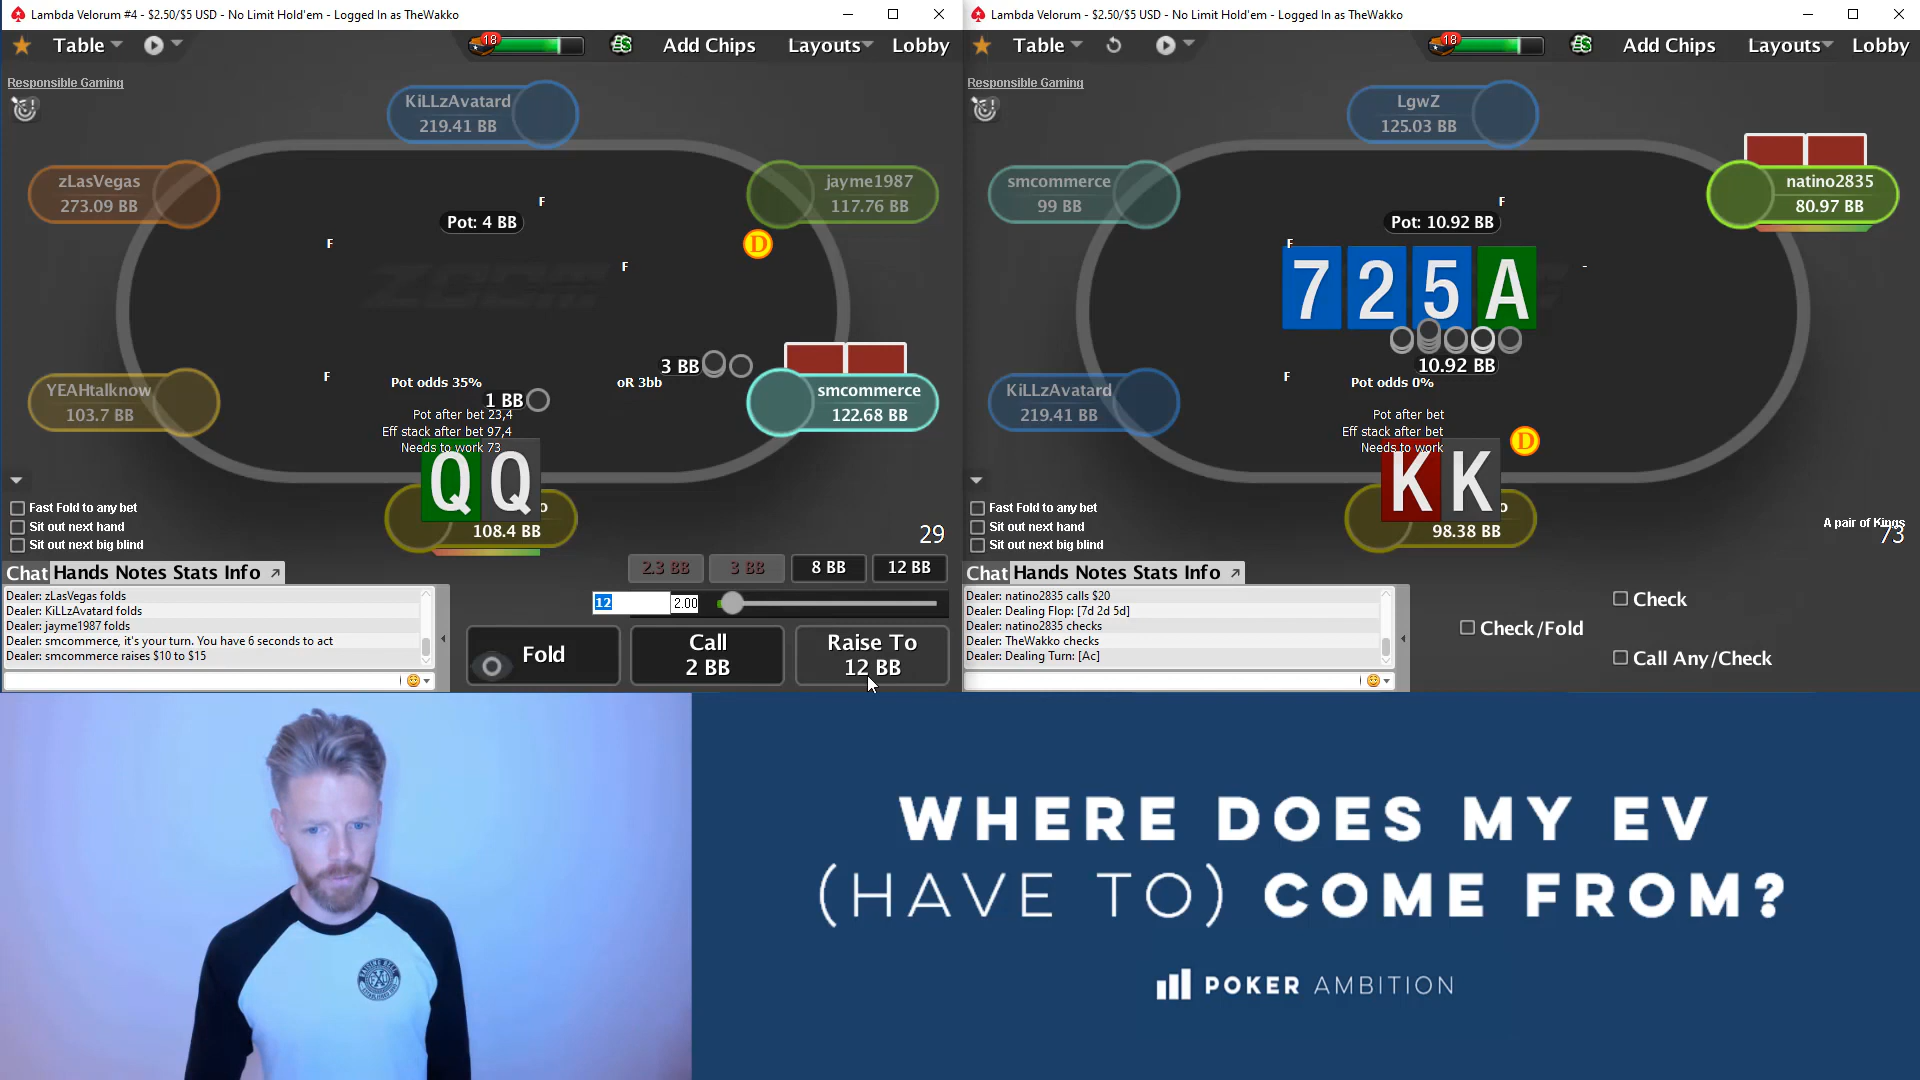 Lambda Velorum #4 - $2.50/$5 USD - No Limit Hold'em - Logged In as TheWakko
Table
18
Add Chips
Layouts
Lobby
Responsible Gaming
KiLLzAvatard
219.41 BB
zLasVegas
273.09 BB
jayme1987
117.76 BB
F
Pot: 4 BB
D
F
F
3 BB
F
Pot odds 35%
oR 3bb
smcommerce
122.68 BB
YEAHtalknow
103.7 BB
1 BB
Pot after bet 23,4
Eff stack after bet 97,4
Needs to work 73
Q Q
o
108.4 BB
Fast Fold to any bet
Sit out next hand
Sit out next big blind
29
Chat Hands Notes Stats Info
2.3 BB
3 BB
8 BB
12 BB
Dealer: zLasVegas folds
Dealer: KiLLzAvatard folds
Dealer: jayme1987 folds
Dealer: smcommerce, it's your turn. You have 6 seconds to act
Dealer: smcommerce raises $10 to $15
12
2.00
Fold
Call
2 BB
Raise To
12 BB
Lambda Velorum - $2.50/$5 USD - No Limit Hold'em - Logged In as TheWakko
Table
18
Add Chips
Layouts
Lobby
Responsible Gaming
LgwZ
125.03 BB
smcommerce
99 BB
natino2835
80.97 BB
F
Pot: 10.92 BB
F
7 2 5 A
10.92 BB
F
Pot odds 0%
KiLLzAvatard
219.41 BB
Pot after bet
Eff stack after bet
Needs to work
D
K K
o
98.38 BB
Fast Fold to any bet
Sit out next hand
Sit out next big blind
A pair of Kings
73
Chat Hands Notes Stats Info
Dealer: natino2835 calls $20
Dealer: Dealing Flop: [7d 2d 5d]
Dealer: natino2835 checks
Dealer: TheWakko checks
Dealer: Dealing Turn: [Ac]
Check
Check/Fold
Call Any/Check
WHERE DOES MY EV
(HAVE TO) COME FROM?
POKER AMBITION